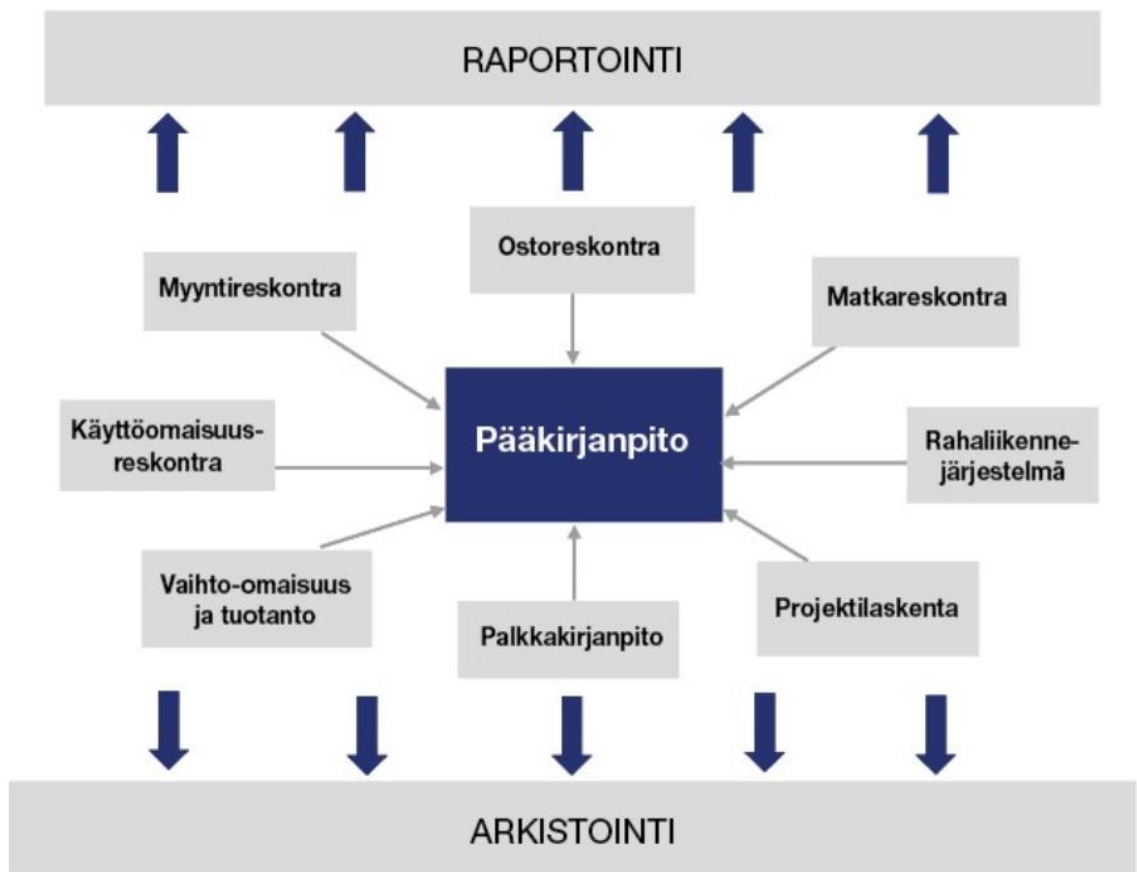 RAPORTOINTI
Ostoreskontra
Myyntireskontra
Matkareskontra
Käyttöomaisuus-
reskontra
Pääkirjanpito
Rahaliikenne-
järjestelmä
Vaihto-omaisuus
ja tuotanto
Palkkakirjanpito
Projektilaskenta
ARKISTOINTI